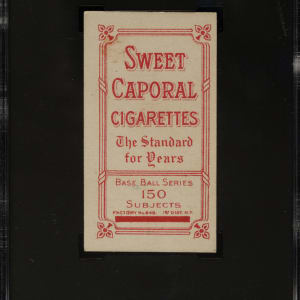 SWEET
CAPORAL
CIGARETTES
The Standard
for Years
BASE BALL SERIES
150
SUBJECTS
FACTORY No. 649. 1ST DIST. N.Y.